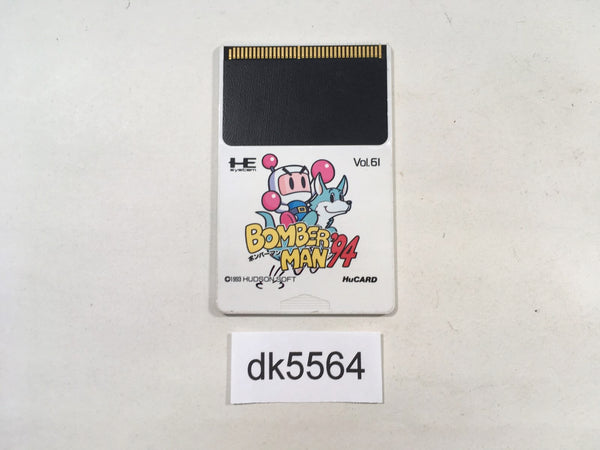 HE
system
Vol.61
BOMBER
ボンバーマン
MAN '94
©1993 HUDSON SOFT
HuCARD
dk5564